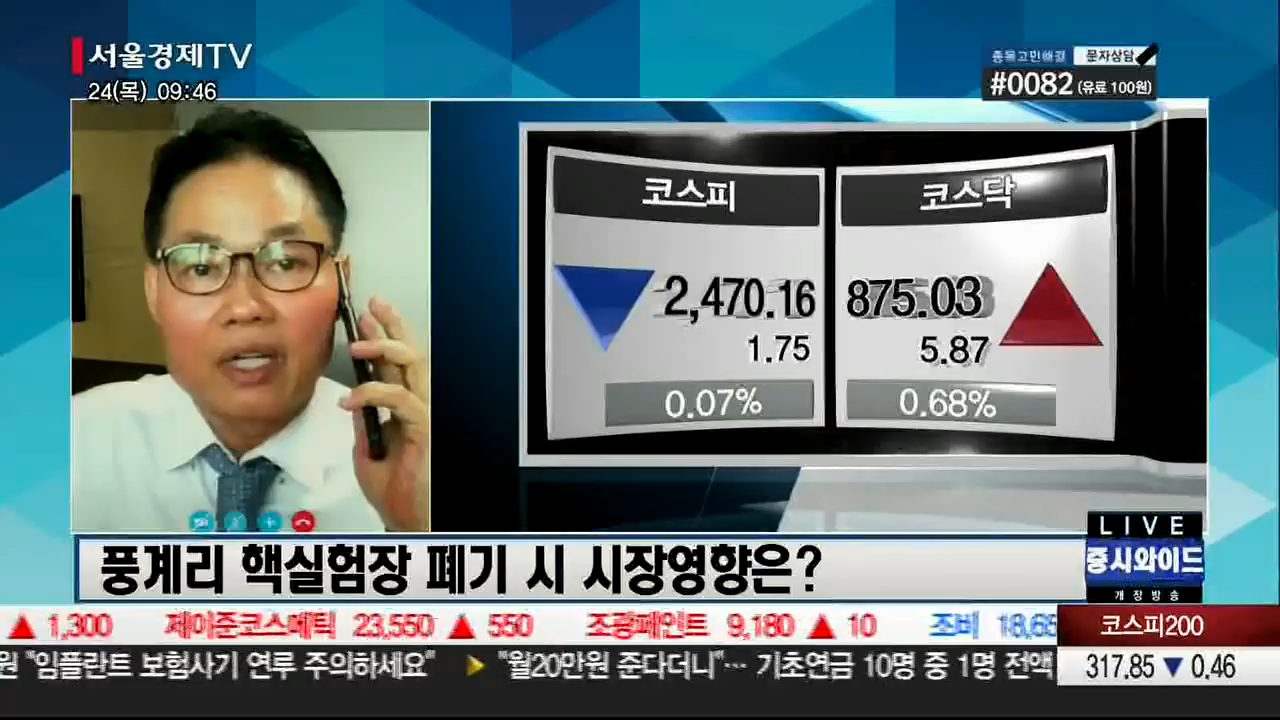 서울경제TV
24(목) 09:46
종목고민해결 문자상담
#0082 (유료 100원)
코스피
2,470.16
1.75
0.07%
코스닥
875.03
5.87
0.68%
풍계리 핵실험장 폐기 시 시장영향은?
LIVE
증시와이드
개장방송
▲ 1,300 제이준코스메틱 23,550 ▲ 550 조광페인트 9,180 ▲ 10 조비 18,65
코스피200
원 "임플란트 보험사기 연루 주의하세요" ▶ "월20만원 준다더니"… 기초연금 10명 중 1명 전액
317.85 ▼ 0.46